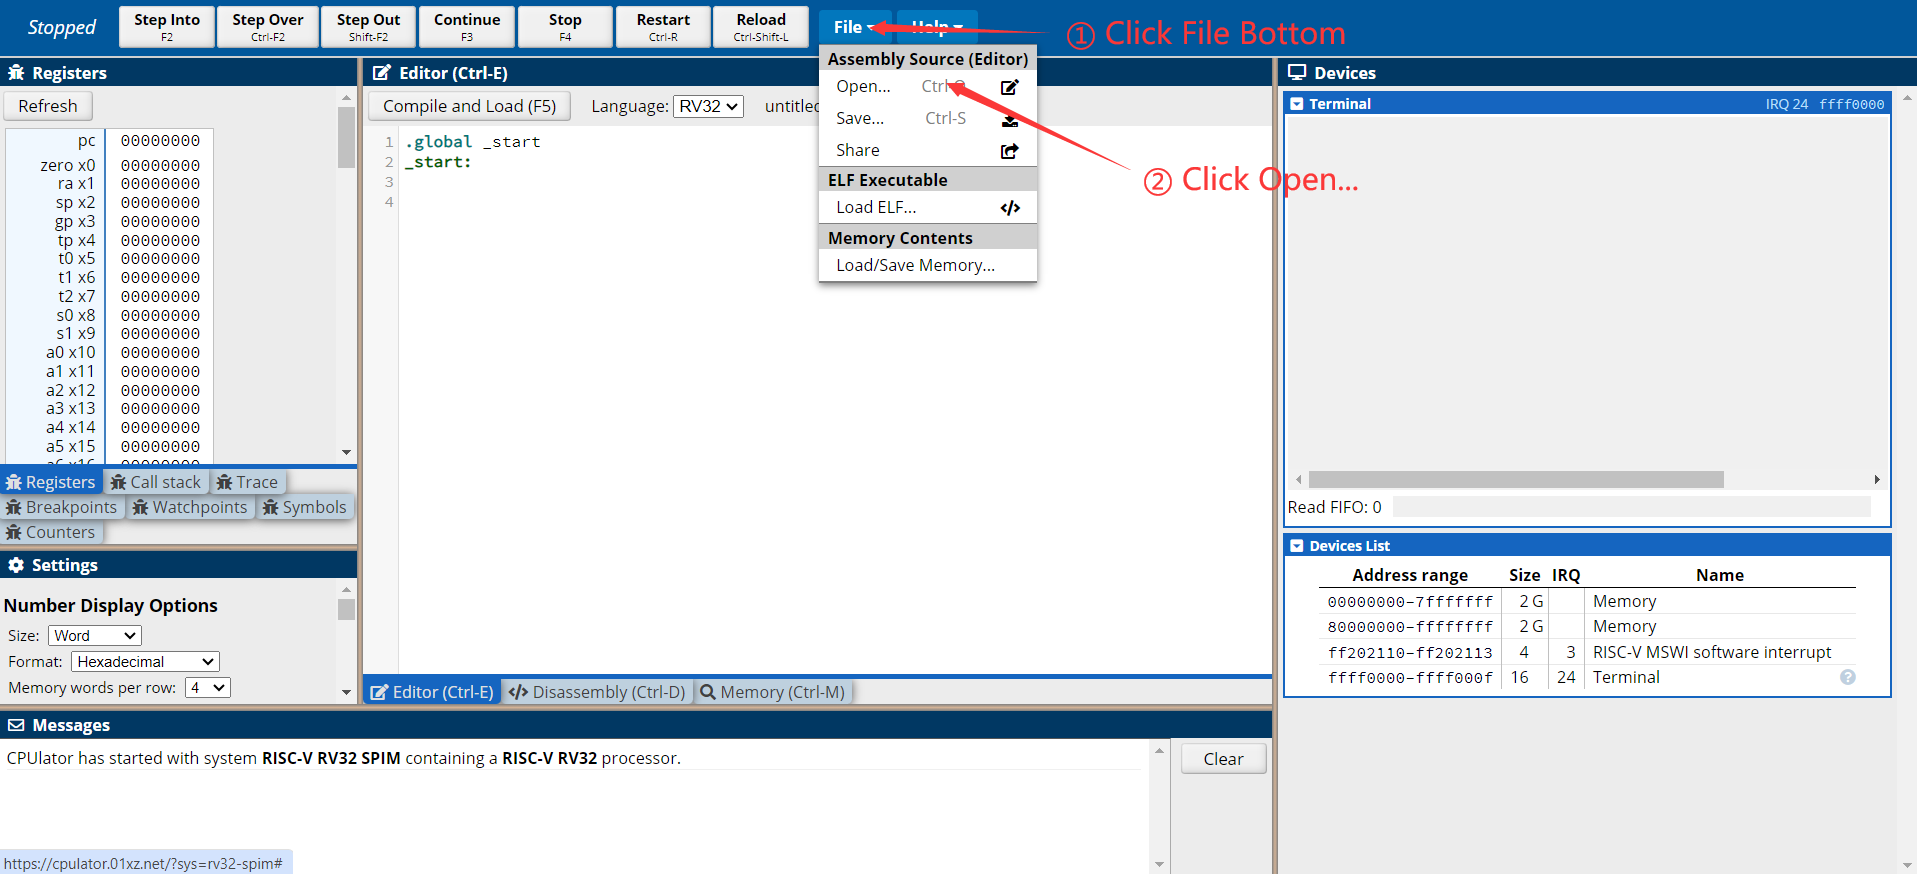 Stopped
Step Into
F2
Step Over
Ctrl-F2
Step Out
Shift-F2
Continue
F3
Stop
F4
Restart
Ctrl-R
Reload
Ctrl-Shift-L
File
Help
① Click File Bottom
Registers
Refresh
pc 00000000
zero x0 00000000
ra x1 00000000
sp x2 00000000
gp x3 00000000
tp x4 00000000
t0 x5 00000000
t1 x6 00000000
t2 x7 00000000
s0 x8 00000000
s1 x9 00000000
a0 x10 00000000
a1 x11 00000000
a2 x12 00000000
a3 x13 00000000
a4 x14 00000000
a5 x15 00000000
a6 x16 00000000
Registers
Call stack
Trace
Breakpoints
Watchpoints
Symbols
Counters
Settings
Number Display Options
Size: Word
Format: Hexadecimal
Memory words per row: 4
Editor (Ctrl-E)
Compile and Load (F5)
Language: RV32
untitled
1 .global _start
2 _start:
3
4
Assembly Source (Editor)
Open...
Save... Ctrl-S
Share
ELF Executable
Load ELF...
Memory Contents
Load/Save Memory...
② Click Open...
Editor (Ctrl-E)
Disassembly (Ctrl-D)
Memory (Ctrl-M)
Messages
CPUlator has started with system RISC-V RV32 SPIM containing a RISC-V RV32 processor.
Clear
https://cpulator.01xz.net/?sys=rv32-spim#
Devices
Terminal IRQ 24 ffff0000
Read FIFO: 0
Devices List
Address range Size IRQ Name
00000000-7fffffff 2 G Memory
80000000-ffffffff 2 G Memory
ff202110-ff202113 4 3 RISC-V MSWI software interrupt
ffff0000-ffff000f 16 24 Terminal
?